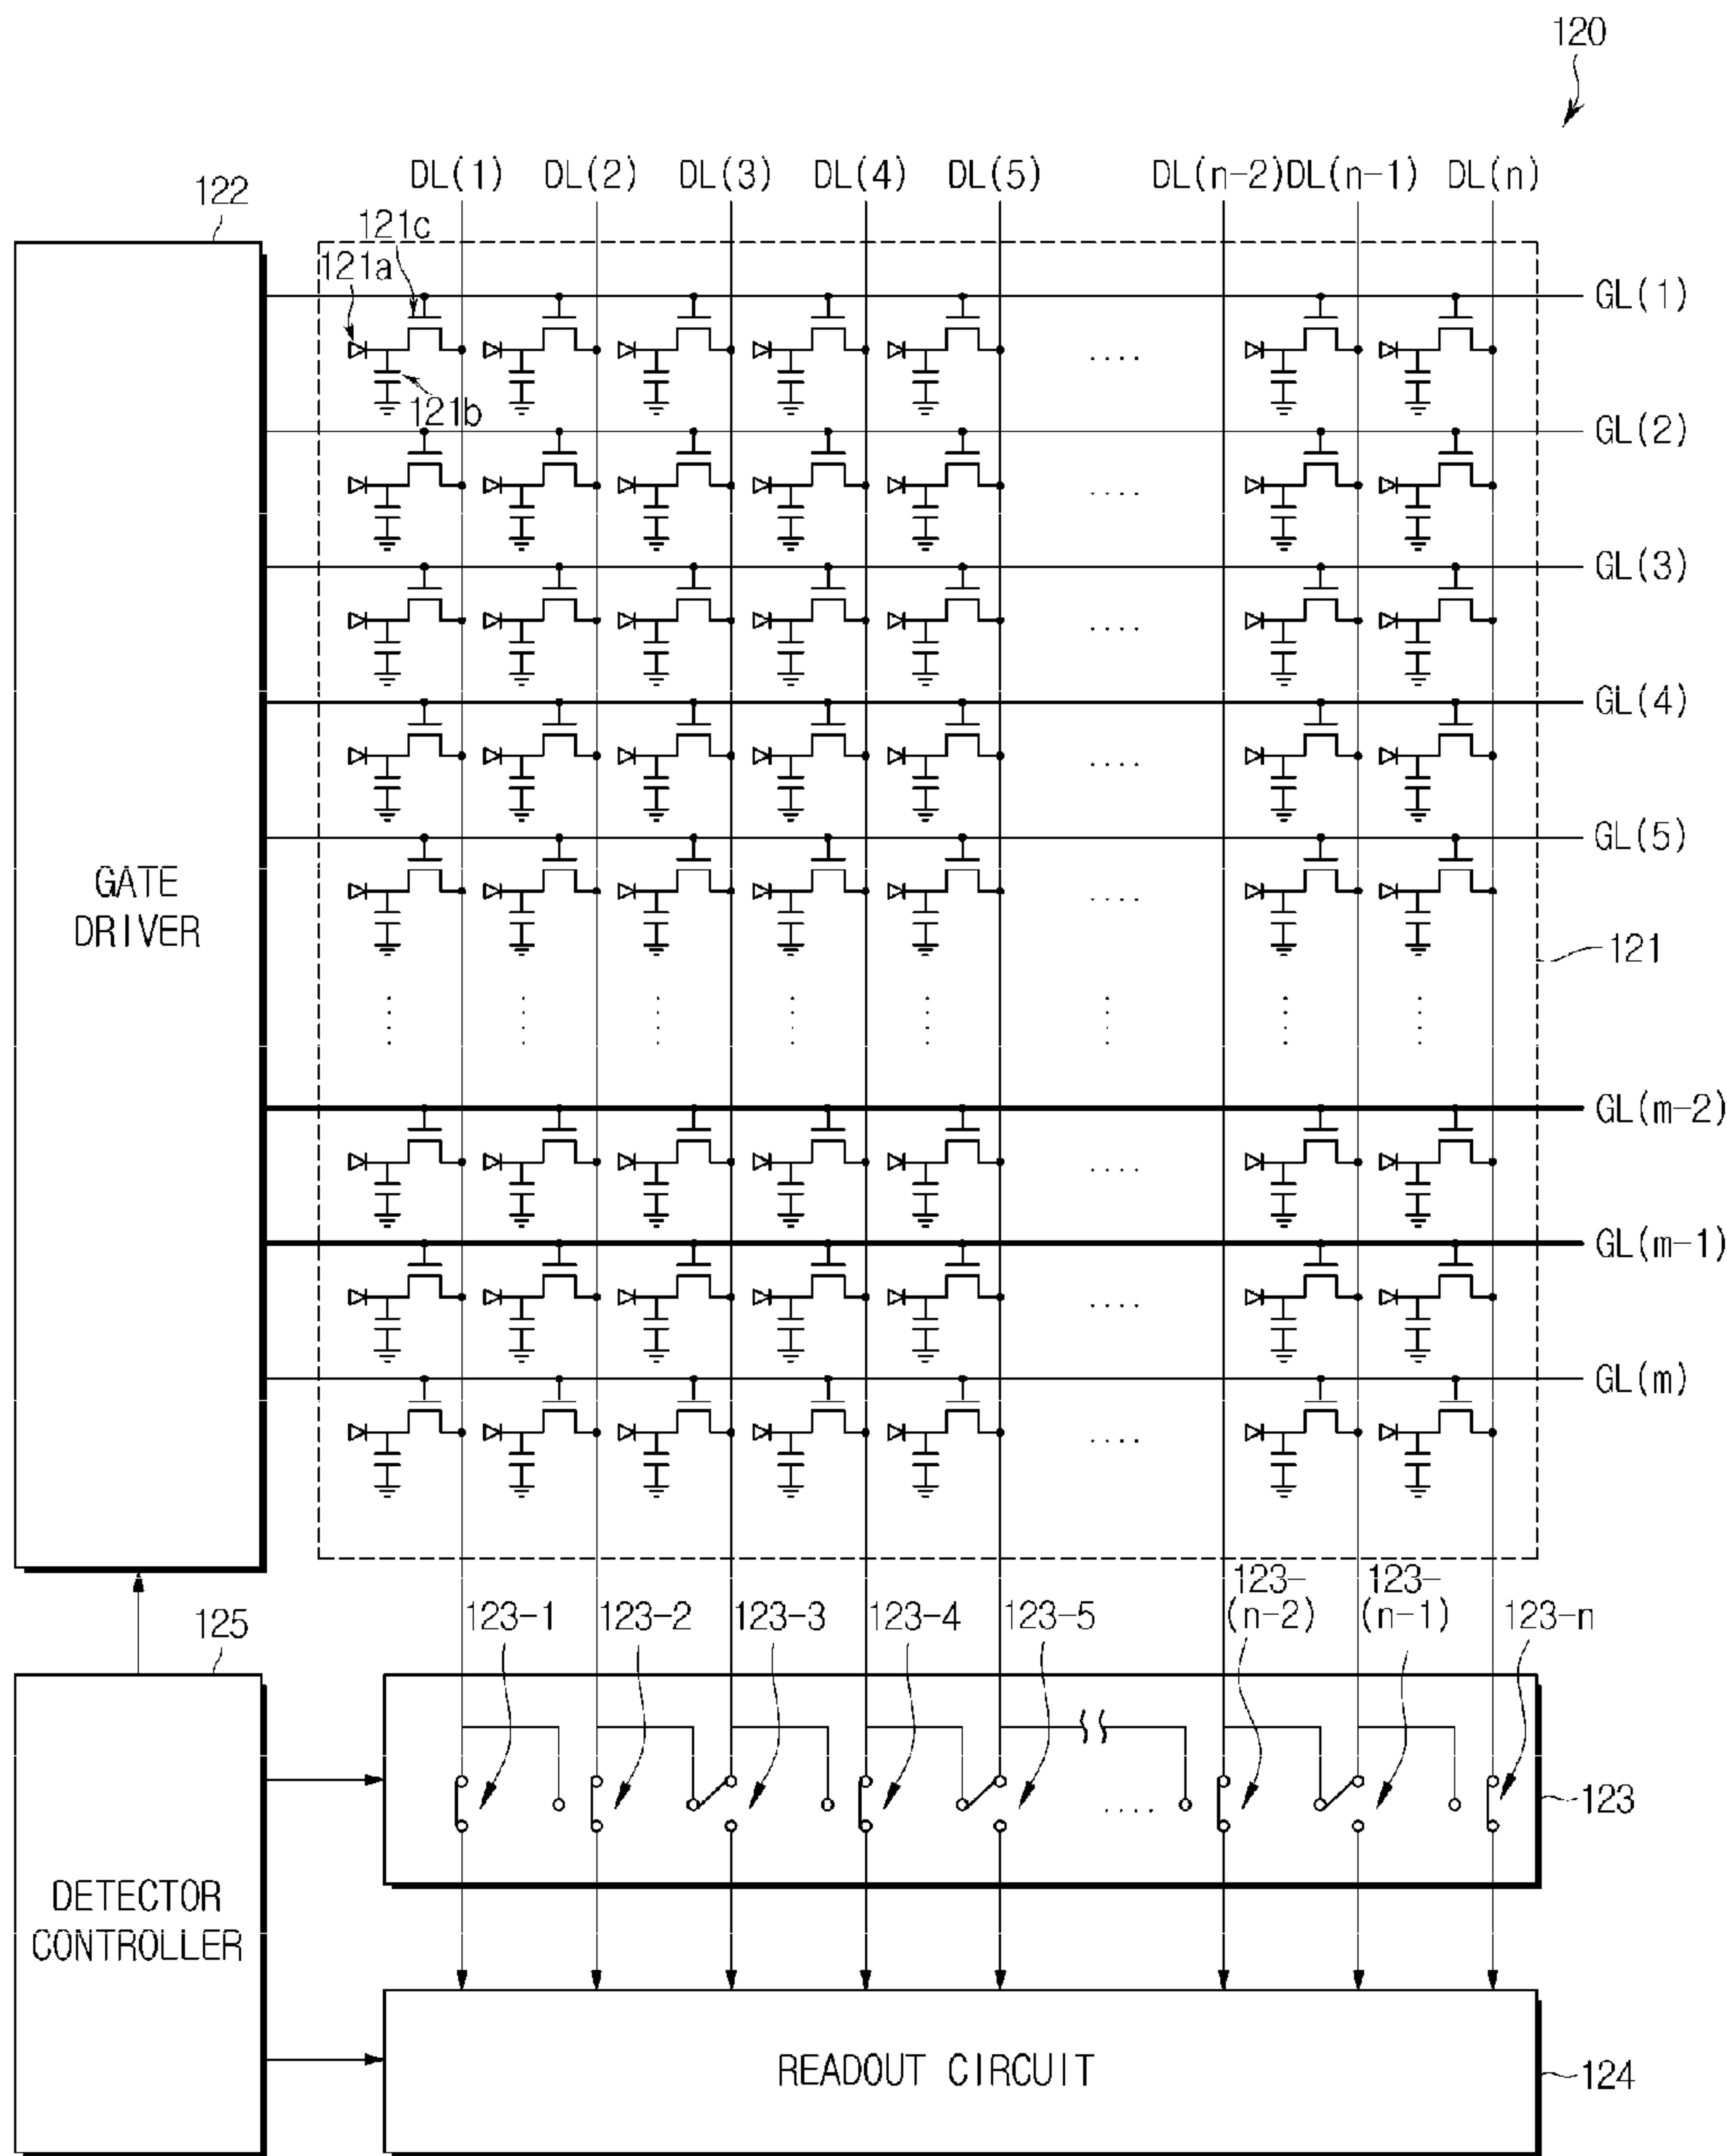 120
DL(1) DL(2) DL(3) DL(4) DL(5) DL(n-2) DL(n-1) DL(n)
122
121c
121a
GL(1)
121b
GL(2)
GL(3)
GL(4)
GL(5)
GATE
DRIVER
121
....
GL(m-2)
GL(m-1)
GL(m)
125
123-1 123-2 123-3 123-4 123-5 123-(n-2) 123-(n-1) 123-n
123
DETECTOR
CONTROLLER
READOUT CIRCUIT
124